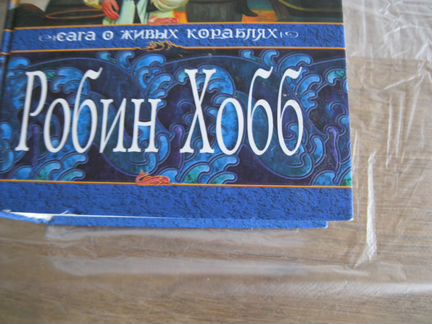 сага о живых кораблях
Робин Хобб